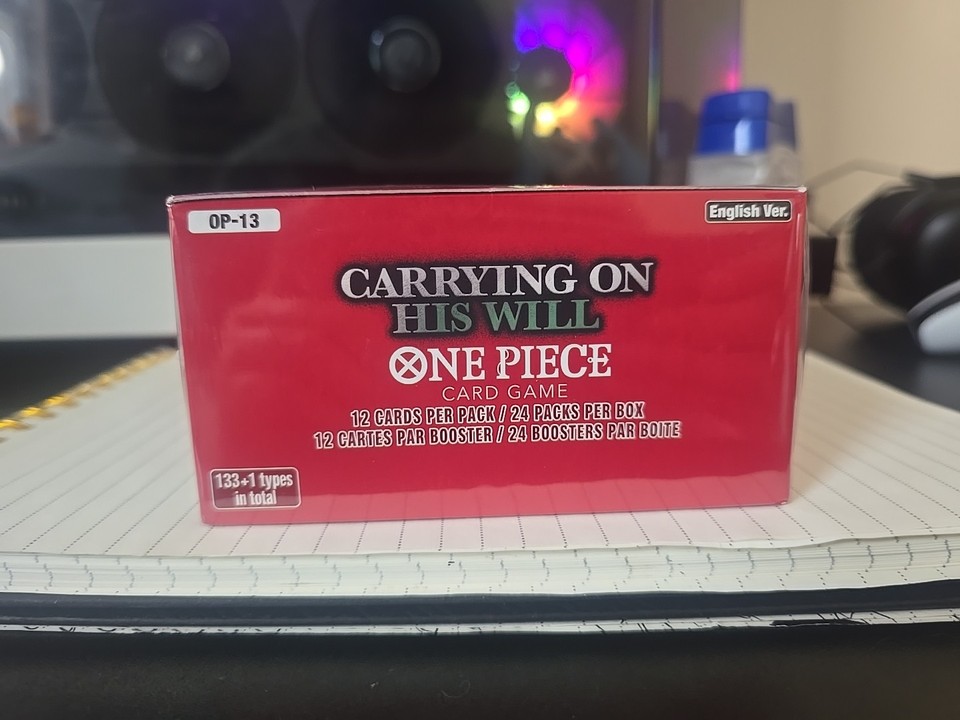 OP-13
English Ver.
CARRYING ON
HIS WILL
ONE PIECE
CARD GAME
12 CARDS PER PACK / 24 PACKS PER BOX
12 CARTES PAR BOOSTER / 24 BOOSTERS PAR BOITE
133+1 types
in total